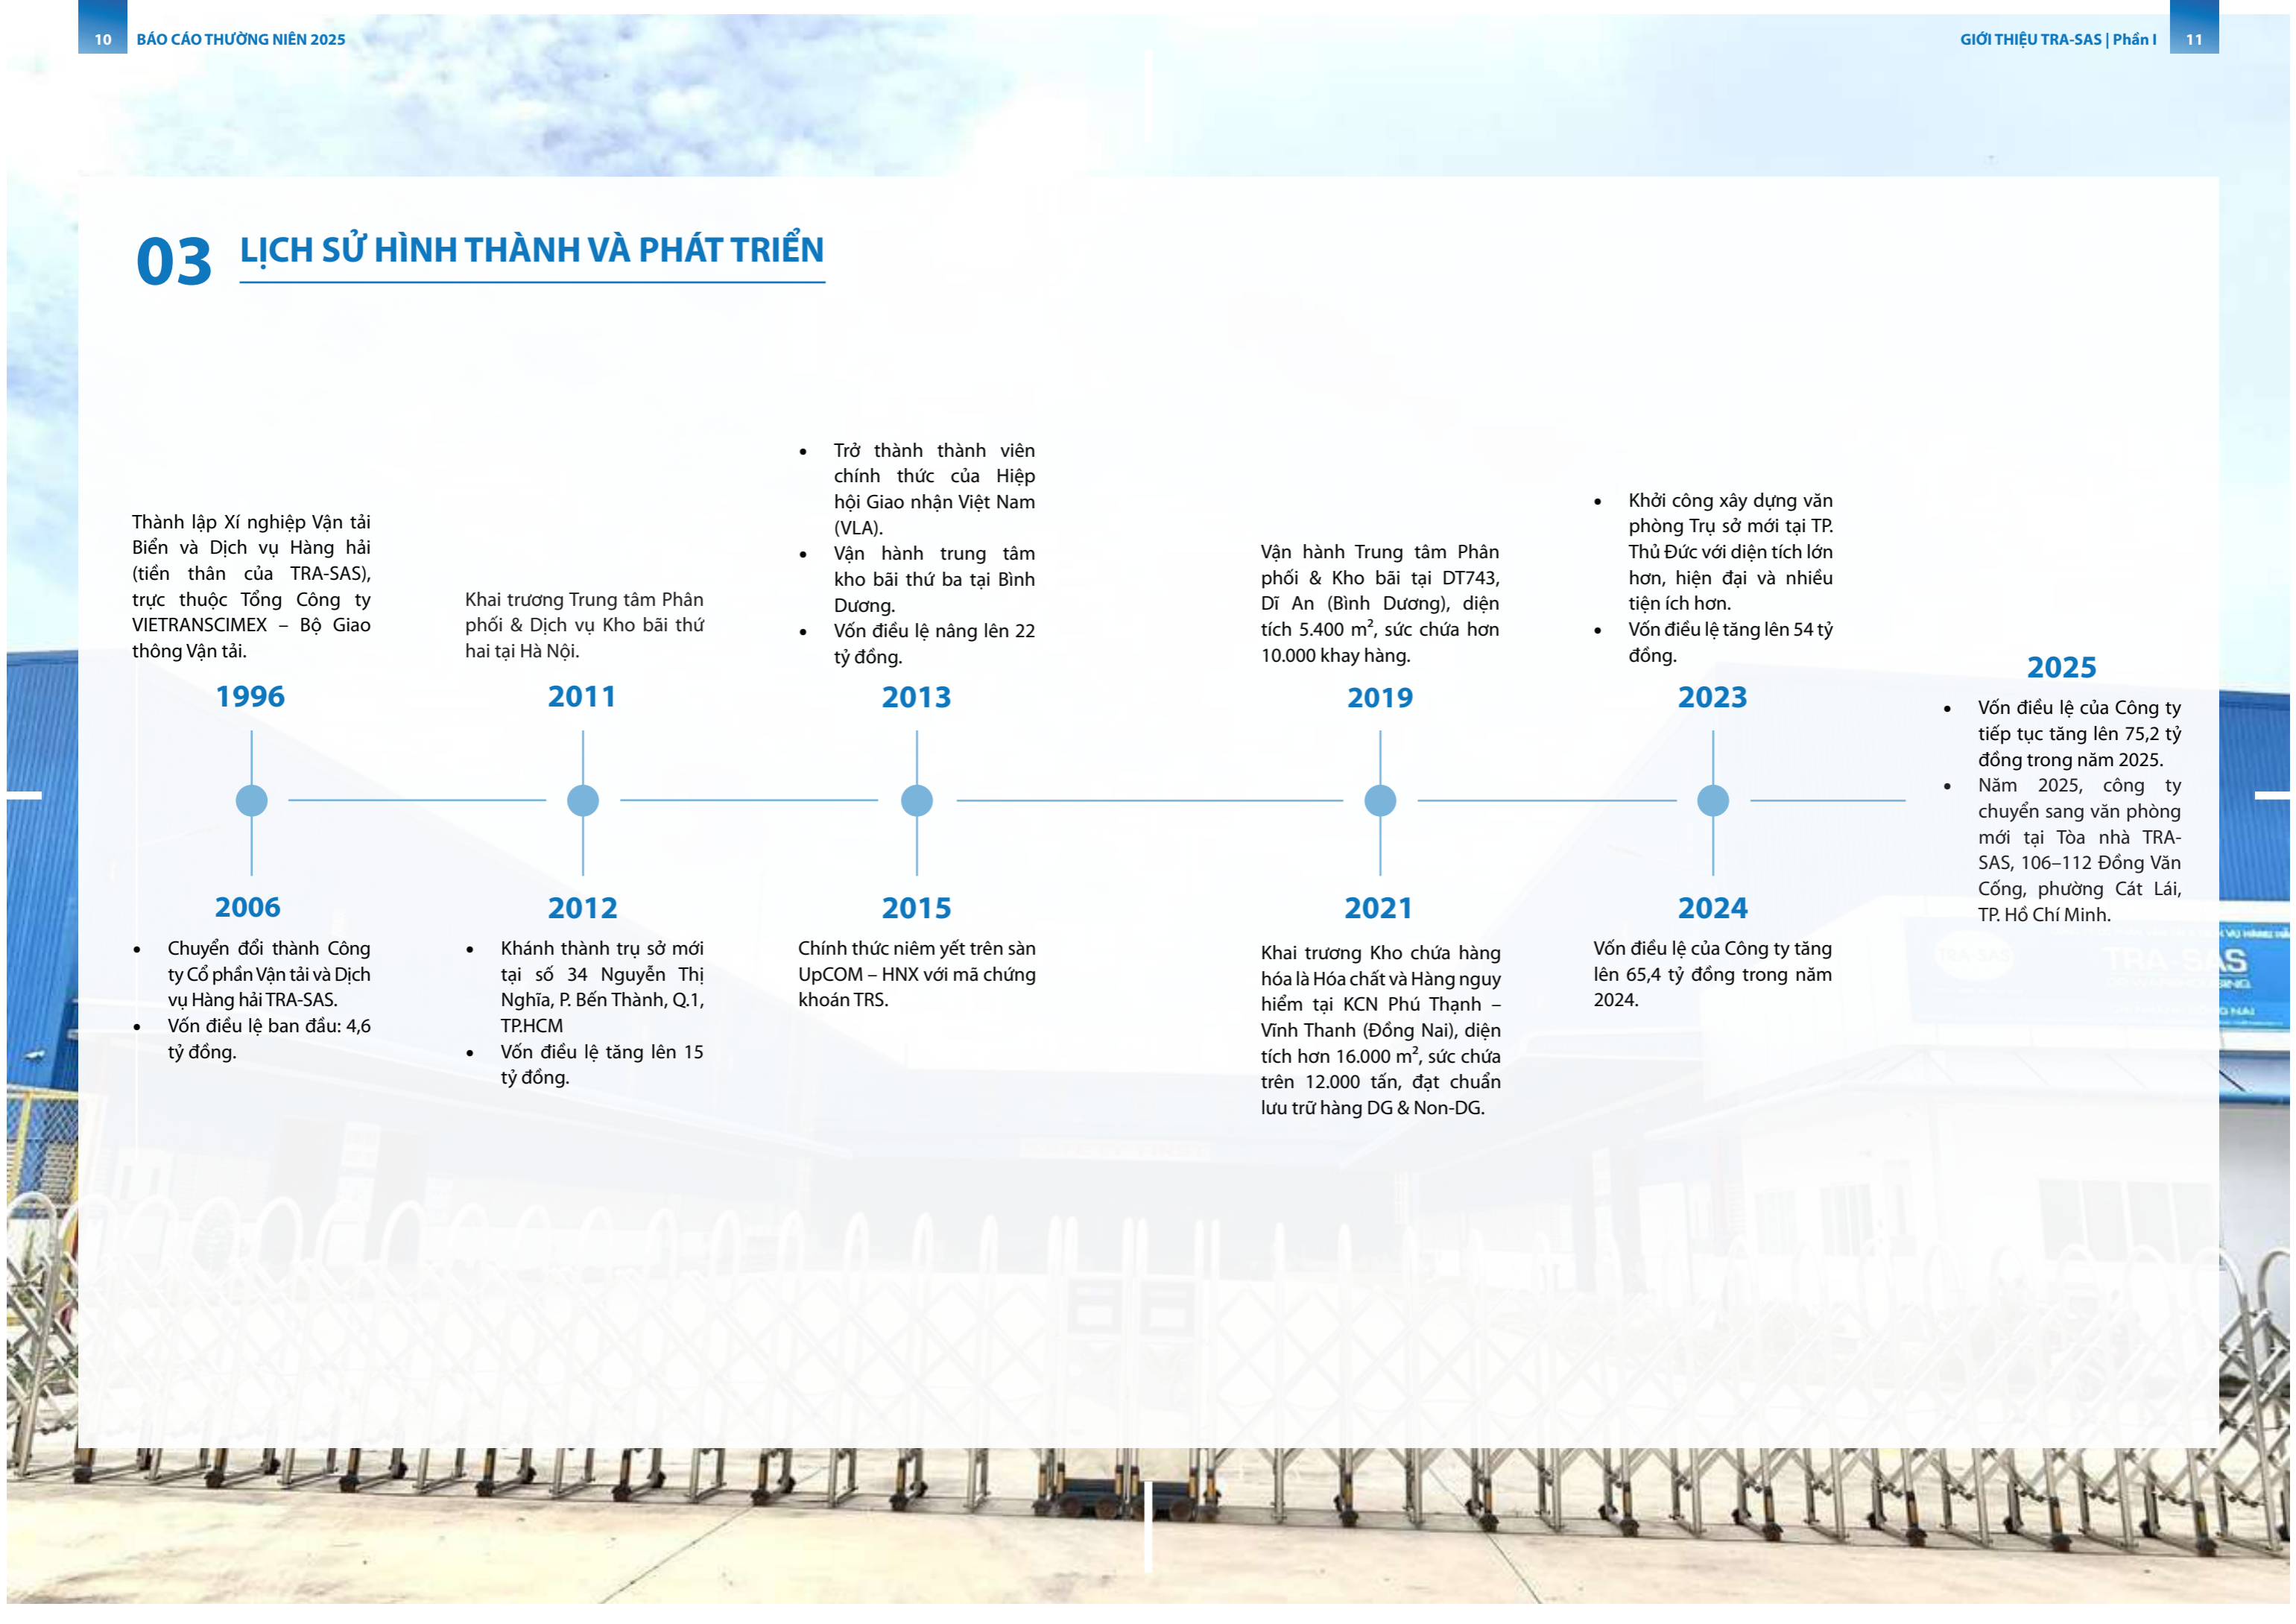 10 BÁO CÁO THƯỜNG NIÊN 2025
GIỚI THIỆU TRA-SAS | Phần I 11
03 LỊCH SỬ HÌNH THÀNH VÀ PHÁT TRIỂN
Thành lập Xí nghiệp Vận tải
Biển và Dịch vụ Hàng hải
(tiền thân của TRA-SAS),
trực thuộc Tổng Công ty
VIETRANSCIMEX – Bộ Giao
thông Vận tải.
1996
2006
• Chuyển đổi thành Công
ty Cổ phần Vận tải và Dịch
vụ Hàng hải TRA-SAS.
• Vốn điều lệ ban đầu: 4,6
tỷ đồng.
Khai trương Trung tâm Phân
phối & Dịch vụ Kho bãi thứ
hai tại Hà Nội.
2011
2012
• Khánh thành trụ sở mới
tại số 34 Nguyễn Thị
Nghĩa, P. Bến Thành, Q.1,
TP.HCM
• Vốn điều lệ tăng lên 15
tỷ đồng.
• Trở thành thành viên
chính thức của Hiệp
hội Giao nhận Việt Nam
(VLA).
• Vận hành trung tâm
kho bãi thứ ba tại Bình
Dương.
• Vốn điều lệ nâng lên 22
tỷ đồng.
2013
2015
Chính thức niêm yết trên sàn
UpCOM – HNX với mã chứng
khoán TRS.
Vận hành Trung tâm Phân
phối & Kho bãi tại DT743,
Dĩ An (Bình Dương), diện
tích 5.400 m², sức chứa hơn
10.000 khay hàng.
2019
2021
Khai trương Kho chứa hàng
hóa là Hóa chất và Hàng nguy
hiểm tại KCN Phú Thạnh –
Vĩnh Thanh (Đồng Nai), diện
tích hơn 16.000 m², sức chứa
trên 12.000 tấn, đạt chuẩn
lưu trữ hàng DG & Non-DG.
• Khởi công xây dựng văn
phòng Trụ sở mới tại TP.
Thủ Đức với diện tích lớn
hơn, hiện đại và nhiều
tiện ích hơn.
• Vốn điều lệ tăng lên 54 tỷ
đồng.
2023
2024
Vốn điều lệ của Công ty tăng
lên 65,4 tỷ đồng trong năm
2024.
2025
• Vốn điều lệ của Công ty
tiếp tục tăng lên 75,2 tỷ
đồng trong năm 2025.
• Năm 2025, công ty
chuyển sang văn phòng
mới tại Tòa nhà TRA-
SAS, 106–112 Đồng Văn
Cống, phường Cát Lái,
TP. Hồ Chí Minh.
TRA-SAS
TRA-SAS